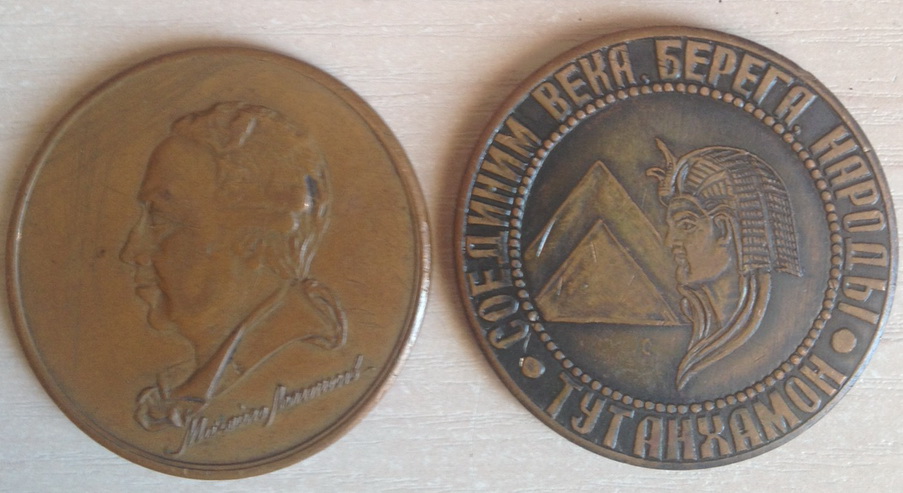 СОЕДИНИМ ВЕКА, БЕРЕГА, НАРОДЫ
ТУТАНХАМОН